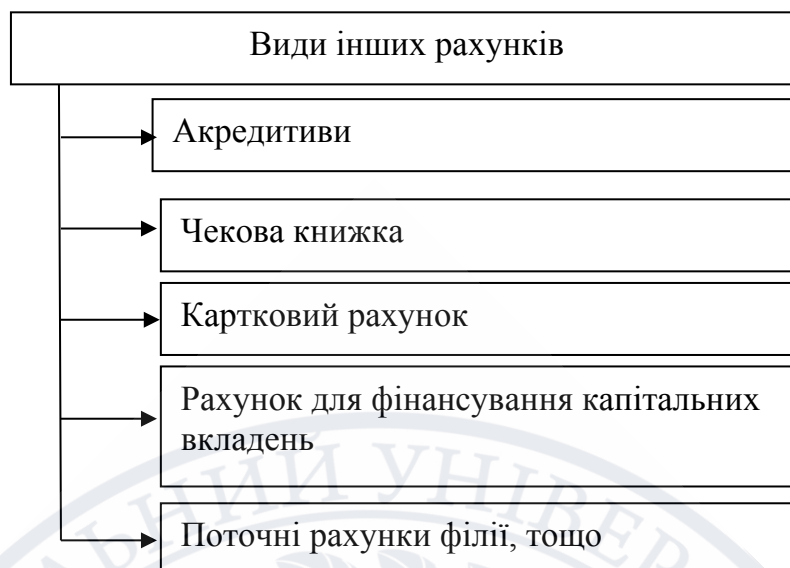 Види інших рахунків
Акредитиви
Чекова книжка
Картковий рахунок
Рахунок для фінансування капітальних
вкладень
Поточні рахунки філії, тощо